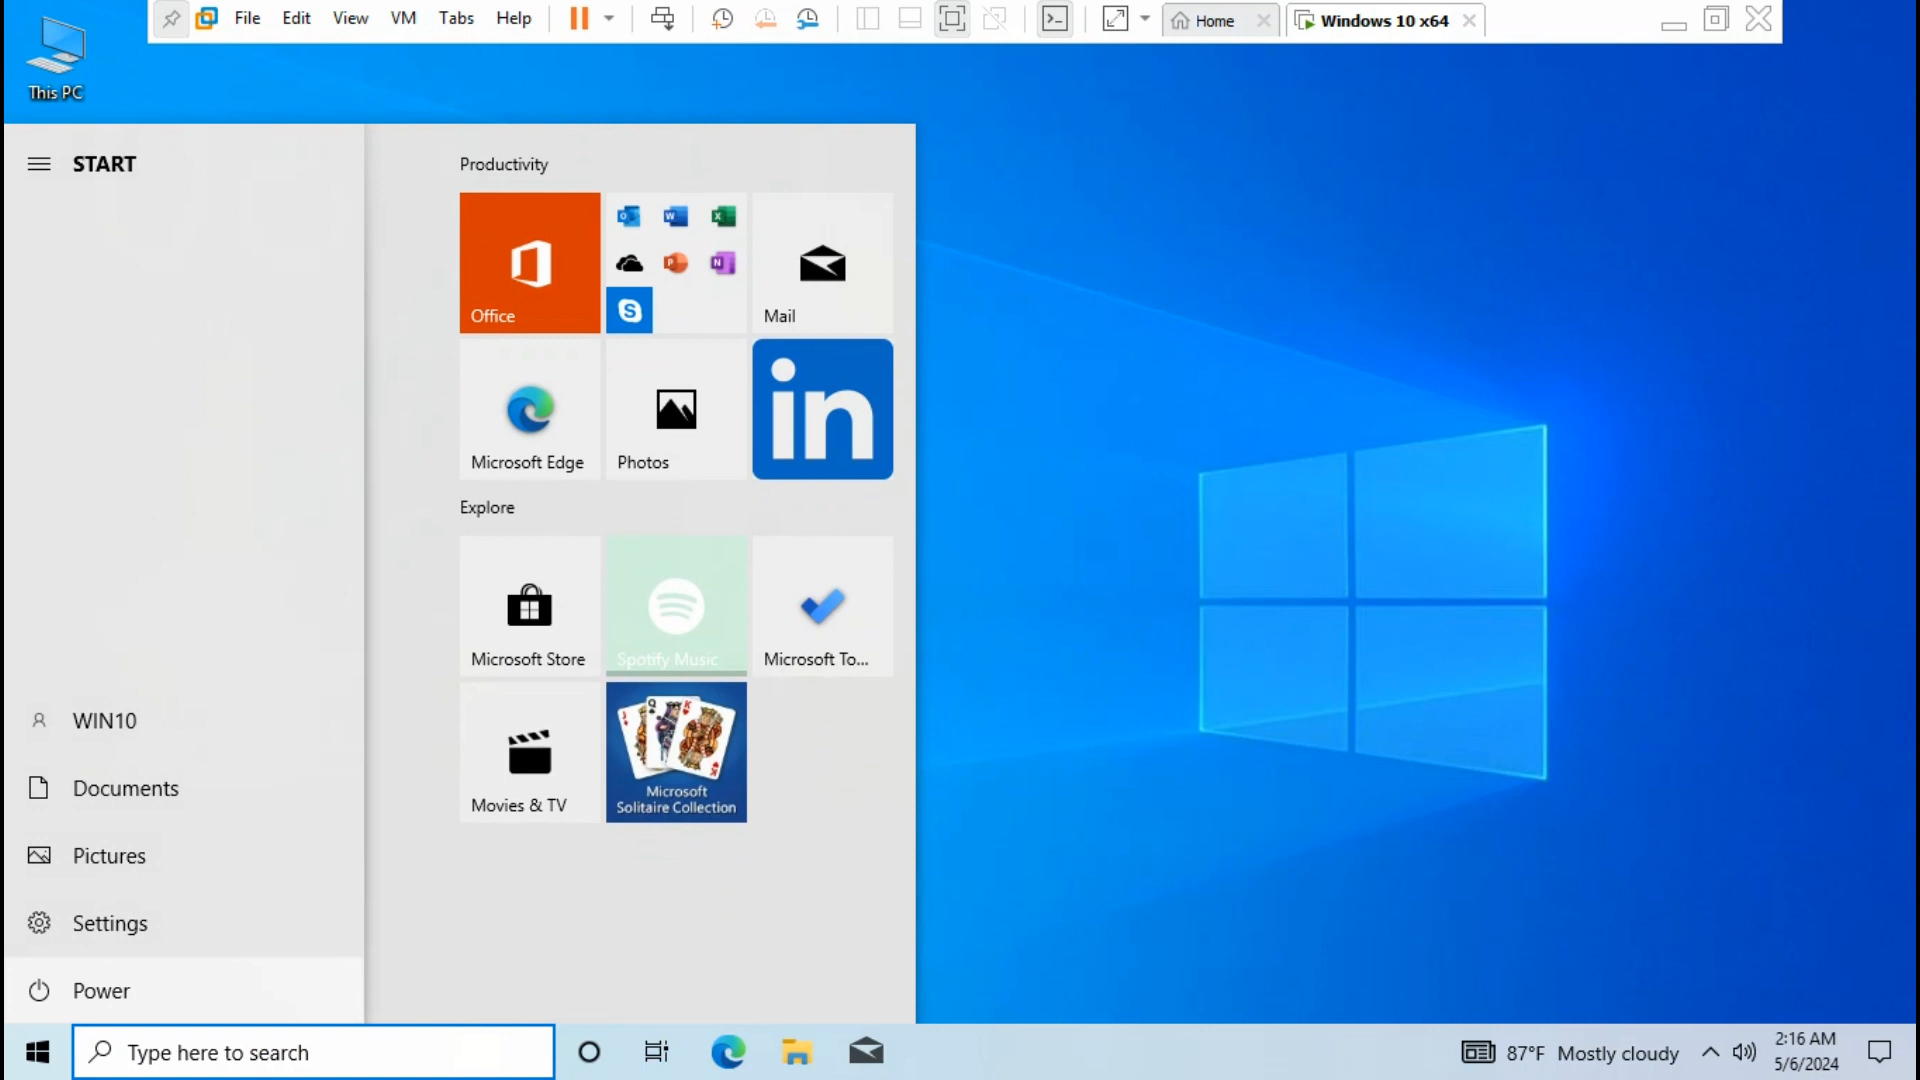 File Edit View VM Tabs Help
Home
Windows 10 x64
This PC
START
Productivity
Office
Mail
Microsoft Edge
Photos
in
Explore
Microsoft Store
Spotify Music
Microsoft To...
Movies & TV
Microsoft
Solitaire Collection
WIN10
Documents
Pictures
Settings
Power
Type here to search
87°F Mostly cloudy
2:16 AM
5/6/2024